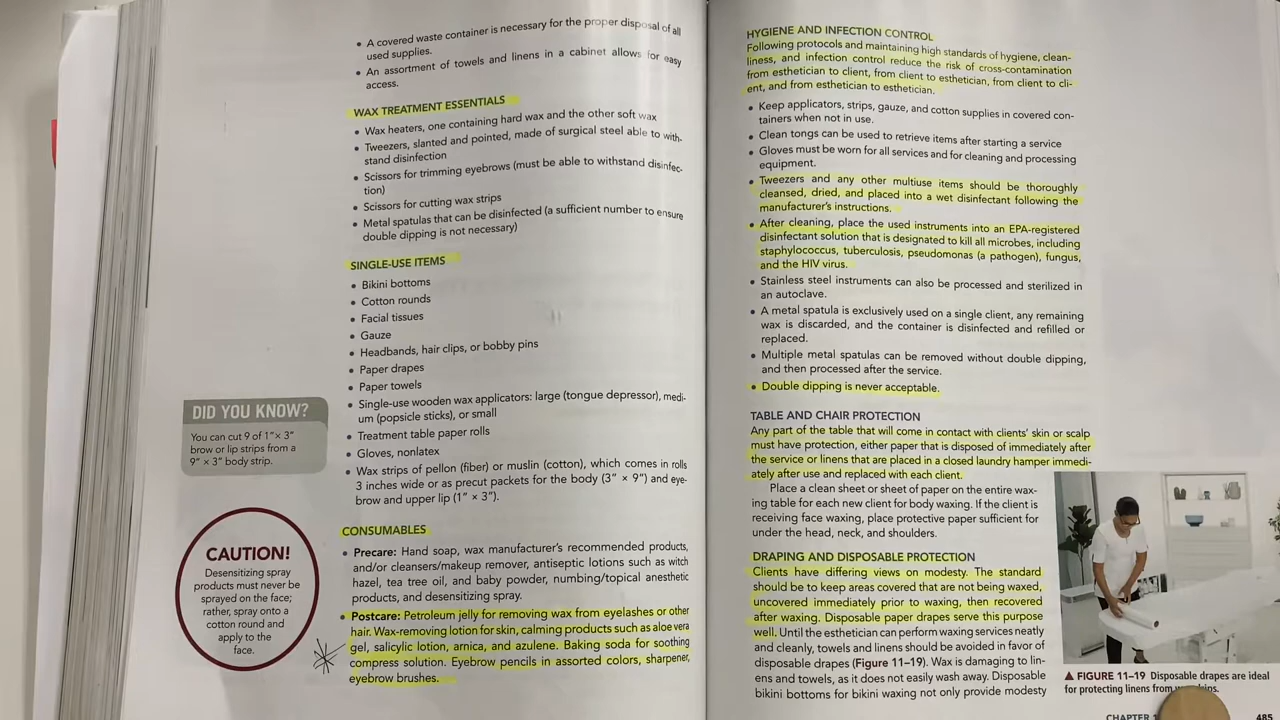 • A covered waste container is necessary for the proper disposal of all
used supplies.
• An assortment of towels and linens in a cabinet allows for easy
access.
WAX TREATMENT ESSENTIALS
• Wax heaters, one containing hard wax and the other soft wax
• Tweezers, slanted and pointed, made of surgical steel able to with-
stand disinfection
• Scissors for trimming eyebrows (must be able to withstand disinfec-
tion)
• Scissors for cutting wax strips
• Metal spatulas that can be disinfected (a sufficient number to ensure
double dipping is not necessary)
SINGLE-USE ITEMS
• Bikini bottoms
• Cotton rounds
• Facial tissues
• Gauze
• Headbands, hair clips, or bobby pins
• Paper drapes
• Paper towels
• Single-use wooden wax applicators: large (tongue depressor), medi-
um (popsicle sticks), or small
• Treatment table paper rolls
• Gloves, nonlatex
• Wax strips of pellon (fiber) or muslin (cotton), which comes in rolls
3 inches wide or as precut packets for the body (3" × 9") and eye-
brow and upper lip (1" × 3").
CONSUMABLES
• Precare: Hand soap, wax manufacturer's recommended products,
and/or cleansers/makeup remover, antiseptic lotions such as witch
hazel, tea tree oil, and baby powder, numbing/topical anesthetic
products, and desensitizing spray.
• Postcare: Petroleum jelly for removing wax from eyelashes or other
hair. Wax-removing lotion for skin, calming products such as aloe vera
gel, salicylic lotion, arnica, and azulene. Baking soda for soothing
compress solution. Eyebrow pencils in assorted colors, sharpener,
eyebrow brushes.
DID YOU KNOW?
You can cut 9 of 1" × 3"
brow or lip strips from a
9" × 3" body strip.
CAUTION!
Desensitizing spray
products must never be
sprayed on the face;
rather, spray onto a
cotton round and
apply to the
face.
HYGIENE AND INFECTION CONTROL
Following protocols and maintaining high standards of hygiene, clean-
liness, and infection control reduce the risk of cross-contamination
from esthetician to client, from client to esthetician, from client to cli-
ent, and from esthetician to esthetician.
• Keep applicators, strips, gauze, and cotton supplies in covered con-
tainers when not in use.
• Clean tongs can be used to retrieve items after starting a service
• Gloves must be worn for all services and for cleaning and processing
equipment.
• Tweezers and any other multiuse items should be thoroughly
cleansed, dried, and placed into a wet disinfectant following the
manufacturer's instructions.
• After cleaning, place the used instruments into an EPA-registered
disinfectant solution that is designated to kill all microbes, including
staphylococcus, tuberculosis, pseudomonas (a pathogen), fungus,
and the HIV virus.
• Stainless steel instruments can also be processed and sterilized in
an autoclave.
• A metal spatula is exclusively used on a single client, any remaining
wax is discarded, and the container is disinfected and refilled or
replaced.
• Multiple metal spatulas can be removed without double dipping,
and then processed after the service.
• Double dipping is never acceptable.
TABLE AND CHAIR PROTECTION
Any part of the table that will come in contact with clients' skin or scalp
must have protection, either paper that is disposed of immediately after
the service or linens that are placed in a closed laundry hamper immedi-
ately after use and replaced with each client.
Place a clean sheet or sheet of paper on the entire wax-
ing table for each new client for body waxing. If the client is
receiving face waxing, place protective paper sufficient for
under the head, neck, and shoulders.
DRAPING AND DISPOSABLE PROTECTION
Clients have differing views on modesty. The standard
should be to keep areas covered that are not being waxed,
uncovered immediately prior to waxing, then recovered
after waxing. Disposable paper drapes serve this purpose
well. Until the esthetician can perform waxing services neatly
and cleanly, towels and linens should be avoided in favor of
disposable drapes (Figure 11–19). Wax is damaging to lin-
ens and towels, as it does not easily wash away. Disposable
bikini bottoms for bikini waxing not only provide modesty
▲ FIGURE 11–19 Disposable drapes are ideal
for protecting linens from
CHAPTER
485